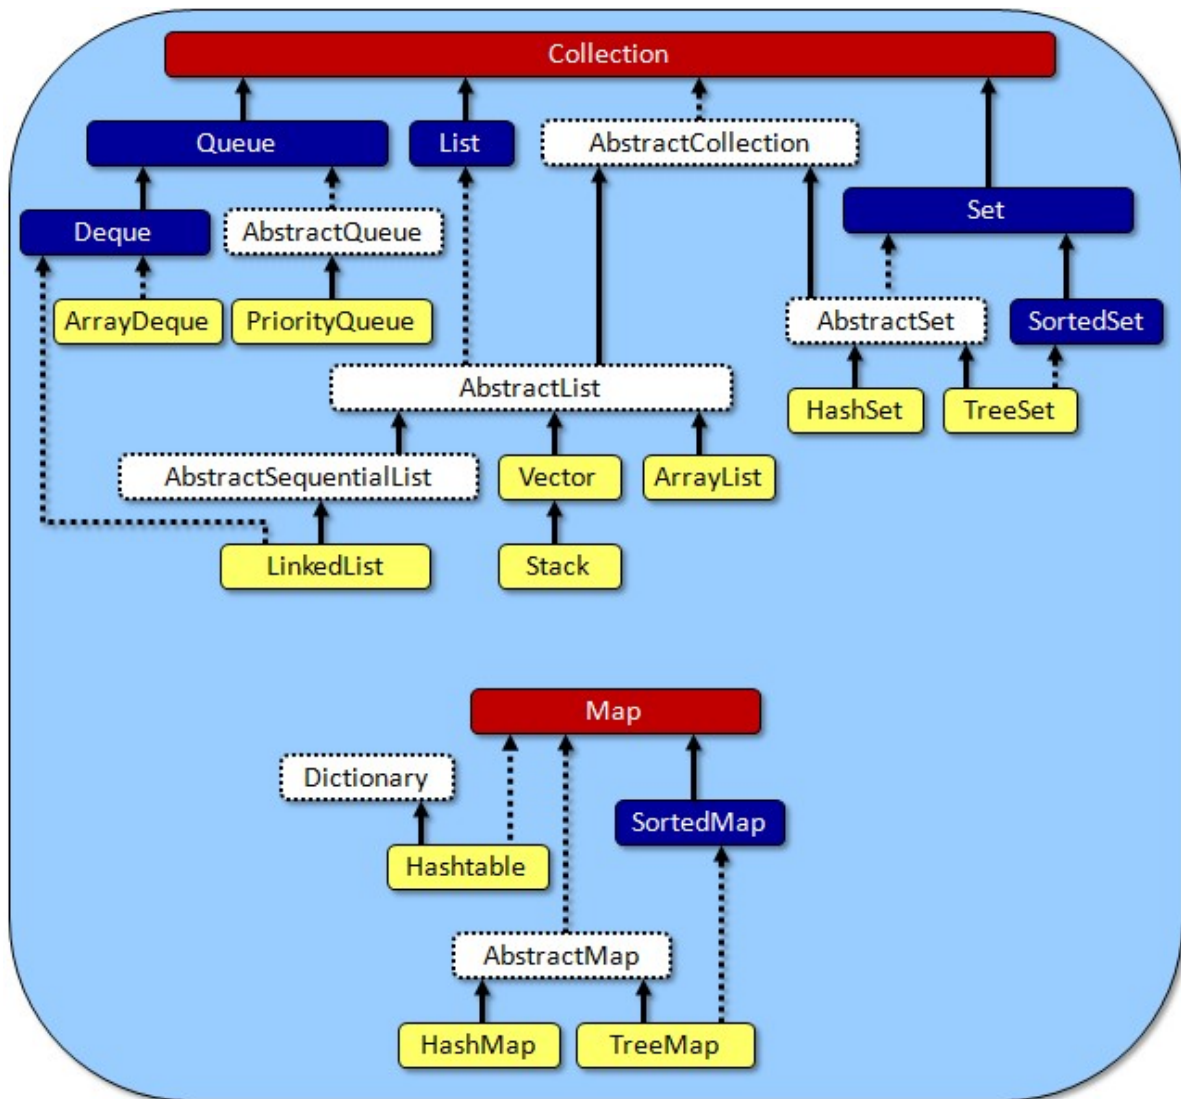 Collection
Queue
List
AbstractCollection
Set
Deque
AbstractQueue
ArrayDeque
PriorityQueue
AbstractSet
SortedSet
AbstractList
HashSet
TreeSet
AbstractSequentialList
Vector
ArrayList
LinkedList
Stack
Map
Dictionary
SortedMap
Hashtable
AbstractMap
HashMap
TreeMap